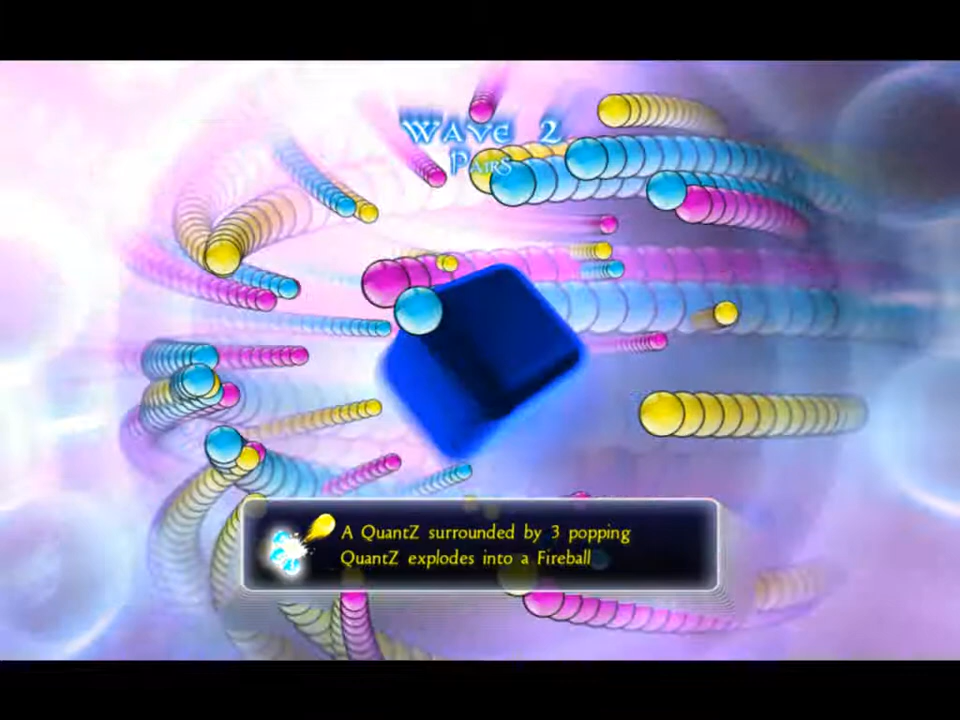 Wave 2
Pairs
A QuantZ surrounded by 3 popping
QuantZ explodes into a Fireball